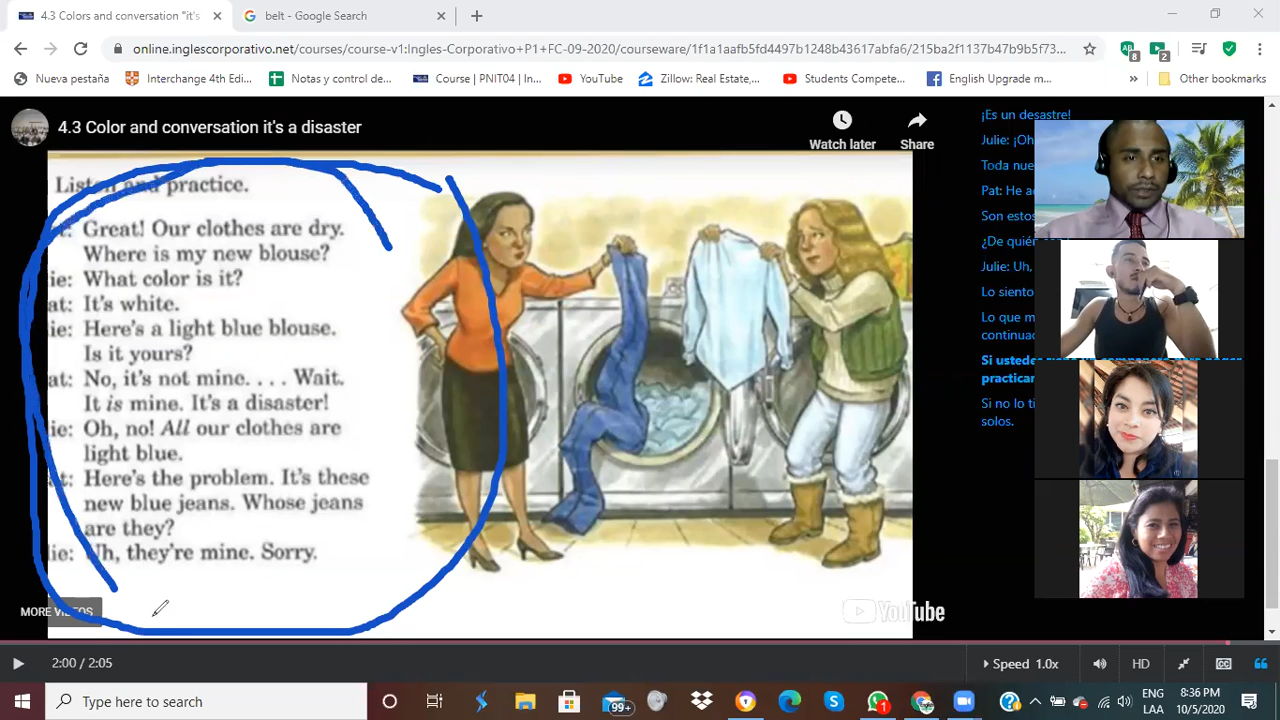 4.3 Colors and conversation "it's
belt - Google Search
online.inglescorporativo.net/courses/course-v1:Ingles-Corporativo+P1+FC-09-2020/courseware/1f1a1aafb5fd4497b1248b43617abfa6/215ba2f1137b47b9b5f73...
8
2
Nueva pestaña
Interchange 4th Edi...
Notas y control de...
Course | PNIT04 | In...
YouTube
Zillow: Real Estate,...
Students Compete...
English Upgrade m...
Other bookmarks
4.3 Color and conversation it's a disaster
Watch later
Share
Listen and practice.
t: Great! Our clothes are dry.
Where is my new blouse?
ie: What color is it?
at: It's white.
ie: Here's a light blue blouse.
Is it yours?
at: No, it's not mine. . . . Wait.
It is mine. It's a disaster!
ie: Oh, no! All our clothes are
light blue.
at: Here's the problem. It's these
new blue jeans. Whose jeans
are they?
ie: Uh, they're mine. Sorry.
MORE VIDEOS
YouTube
¡Es un desastre!
Julie: ¡Oh
Toda nue
Pat: He a
Son estos
¿De quién
Julie: Uh,
Lo siento
Lo que m
continuac
Si ustedes
practicar
Si no lo ti
solos.
2:00 / 2:05
Speed 1.0x
HD
Type here to search
99+
1
ENG
LAA
8:36 PM
10/5/2020